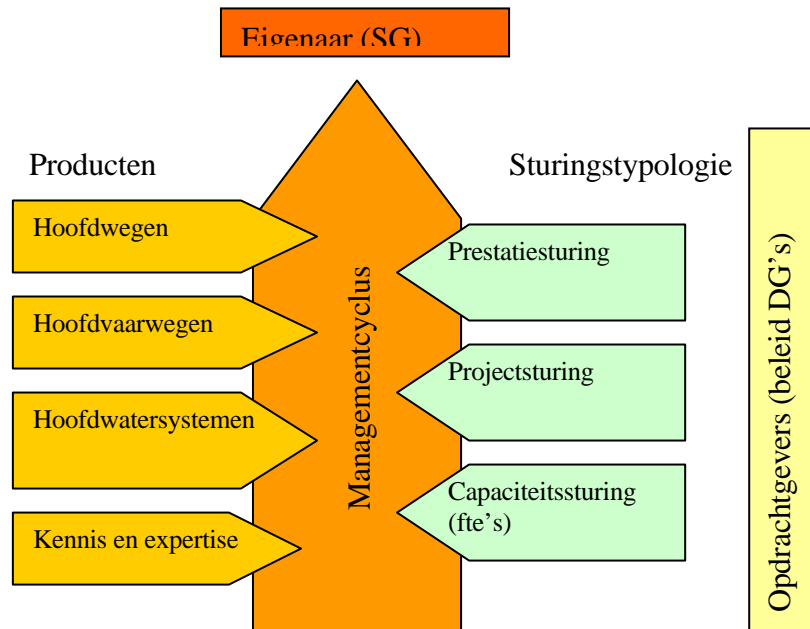 Eigenaar (SG)
Producten
Sturingstypologie
Hoofdwegen
Hoofdvaarwegen
Hoofdwatersystemen
Kennis en expertise
Managementcyclus
Prestatiesturing
Projectsturing
Capaciteitssturing
(fte's)
Opdrachtgevers (beleid DG's)